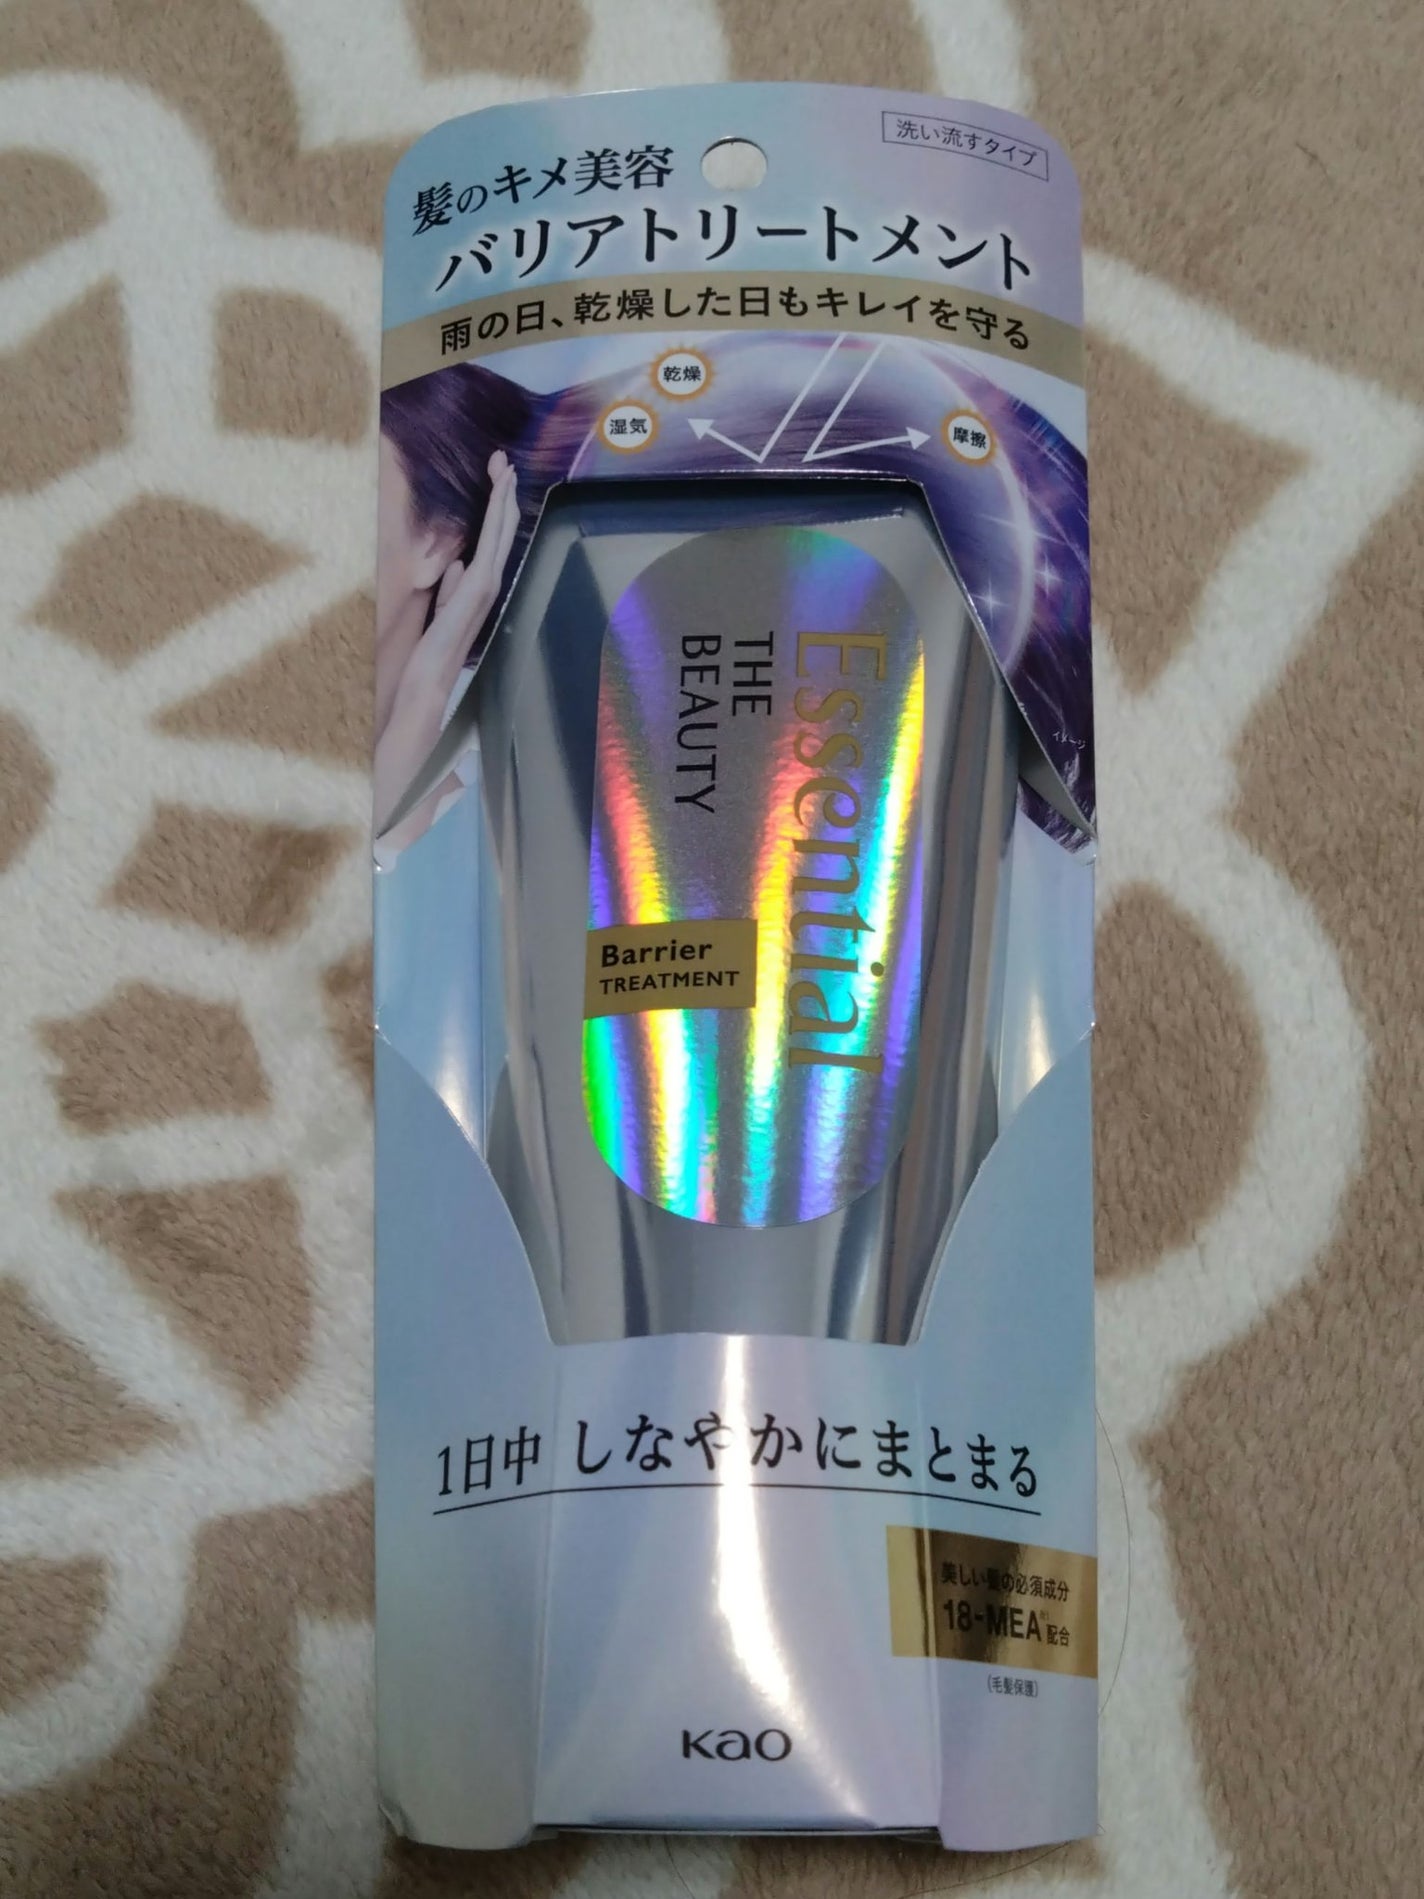 洗い流すタイプ
髪のキメ美容
バリアトリートメント
雨の日、乾燥した日もキレイを守る
乾燥
湿気
摩擦
イメージ
Essential
THE
BEAUTY
Barrier
TREATMENT
1日中 しなやかにまとまる
美しい髪の必須成分
18-MEA 配合
(毛髪保護)
Kao